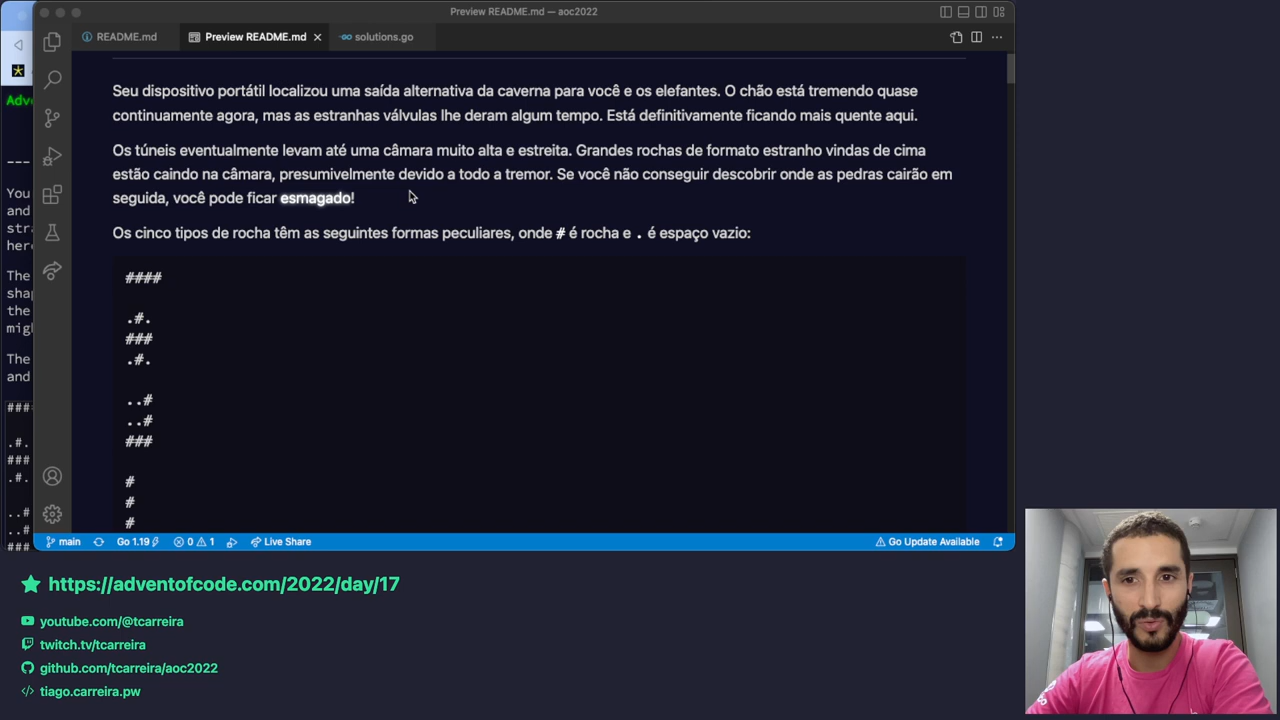 Preview README.md — aoc2022
README.md
Preview README.md
solutions.go
Seu dispositivo portátil localizou uma saída alternativa da caverna para você e os elefantes. O chão está tremendo quase
continuamente agora, mas as estranhas válvulas lhe deram algum tempo. Está definitivamente ficando mais quente aqui.
Os túneis eventualmente levam até uma câmara muito alta e estreita. Grandes rochas de formato estranho vindas de cima
estão caindo na câmara, presumivelmente devido a todo a tremor. Se você não conseguir descobrir onde as pedras cairão em
seguida, você pode ficar esmagado!
Os cinco tipos de rocha têm as seguintes formas peculiares, onde # é rocha e . é espaço vazio:
####
.#.
###
.#.
..#
..#
###
#
#
#
---
You
and
The
the
The
and
.#.
###
.#.
..#
..#
###
main
Go 1.19
0
1
Live Share
Go Update Available
https://adventofcode.com/2022/day/17
youtube.com/@tcarreira
twitch.tv/tcarreira
github.com/tcarreira/aoc2022
tiago.carreira.pw